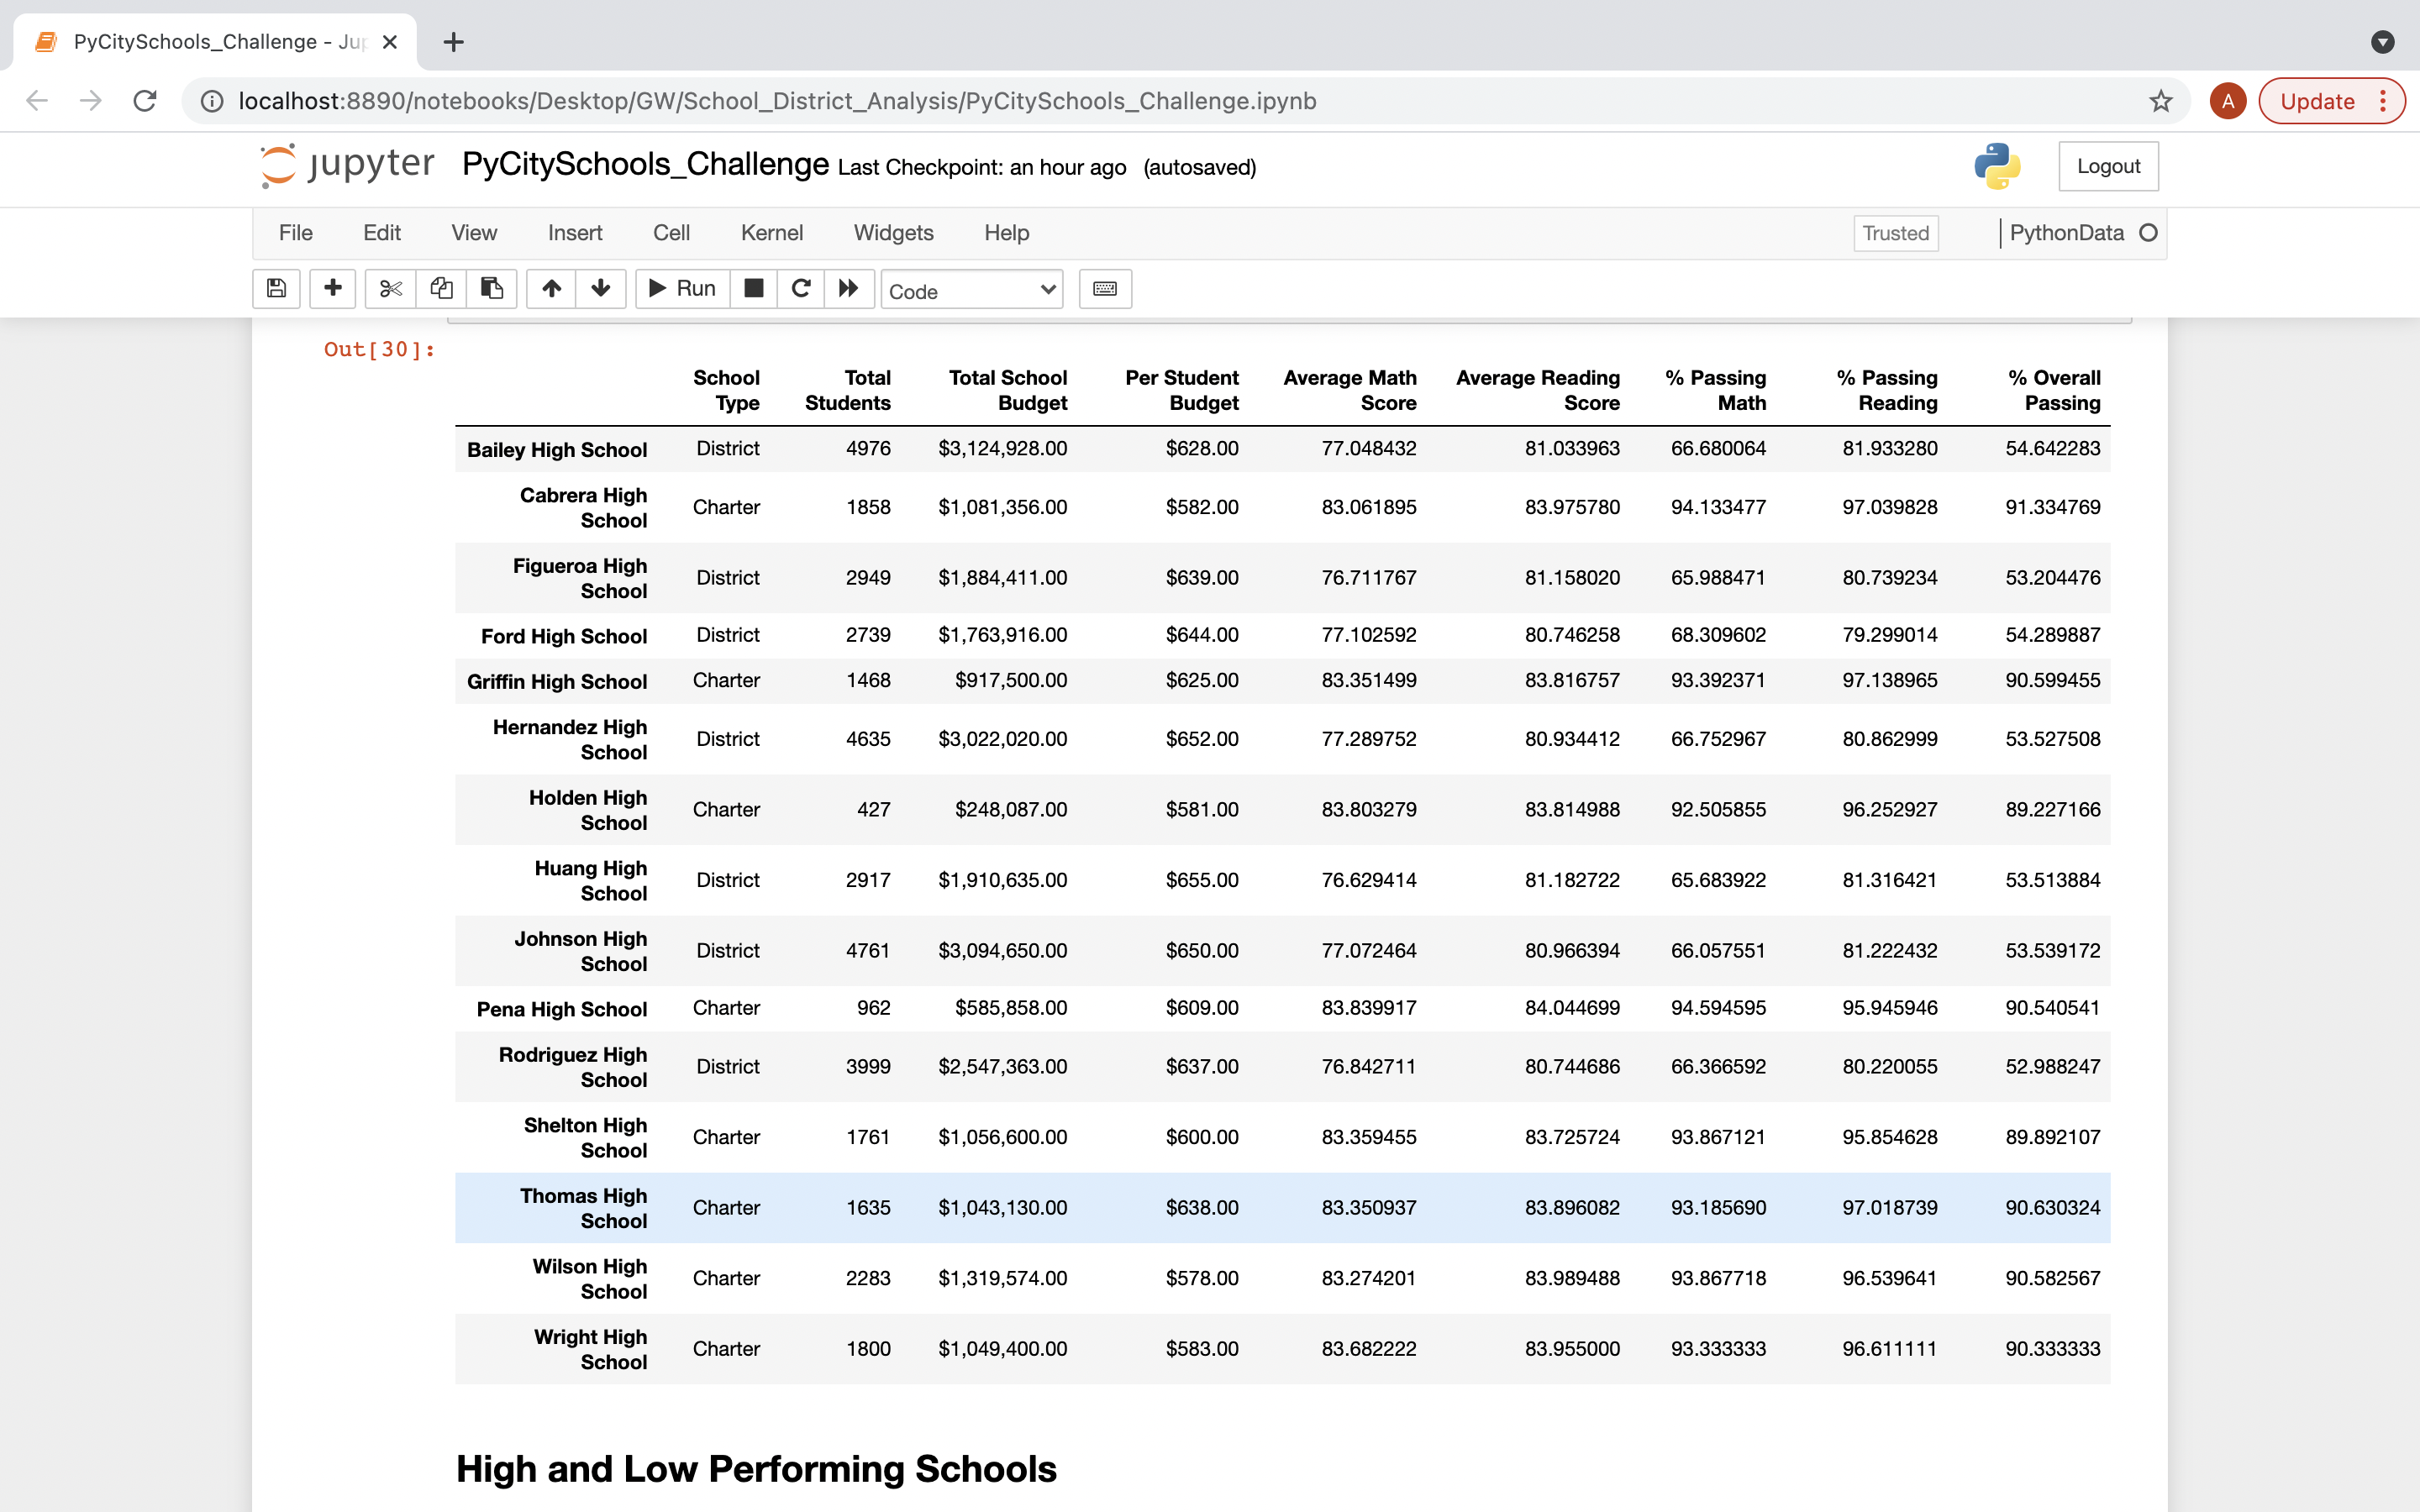 PyCitySchools_Challenge - Jup
localhost:8890/notebooks/Desktop/GW/School_District_Analysis/PyCitySchools_Challenge.ipynb
A
Update
jupyter PyCitySchools_Challenge Last Checkpoint: an hour ago (autosaved)
Logout
File Edit View Insert Cell Kernel Widgets Help Trusted PythonData
Run Code
Out[30]:
School Total Total School Per Student Average Math Average Reading % Passing % Passing % Overall
Type Students Budget Budget Score Score Math Reading Passing
Bailey High School District 4976 $3,124,928.00 $628.00 77.048432 81.033963 66.680064 81.933280 54.642283
Cabrera High
School Charter 1858 $1,081,356.00 $582.00 83.061895 83.975780 94.133477 97.039828 91.334769
Figueroa High
School District 2949 $1,884,411.00 $639.00 76.711767 81.158020 65.988471 80.739234 53.204476
Ford High School District 2739 $1,763,916.00 $644.00 77.102592 80.746258 68.309602 79.299014 54.289887
Griffin High School Charter 1468 $917,500.00 $625.00 83.351499 83.816757 93.392371 97.138965 90.599455
Hernandez High
School District 4635 $3,022,020.00 $652.00 77.289752 80.934412 66.752967 80.862999 53.527508
Holden High
School Charter 427 $248,087.00 $581.00 83.803279 83.814988 92.505855 96.252927 89.227166
Huang High
School District 2917 $1,910,635.00 $655.00 76.629414 81.182722 65.683922 81.316421 53.513884
Johnson High
School District 4761 $3,094,650.00 $650.00 77.072464 80.966394 66.057551 81.222432 53.539172
Pena High School Charter 962 $585,858.00 $609.00 83.839917 84.044699 94.594595 95.945946 90.540541
Rodriguez High
School District 3999 $2,547,363.00 $637.00 76.842711 80.744686 66.366592 80.220055 52.988247
Shelton High
School Charter 1761 $1,056,600.00 $600.00 83.359455 83.725724 93.867121 95.854628 89.892107
Thomas High
School Charter 1635 $1,043,130.00 $638.00 83.350937 83.896082 93.185690 97.018739 90.630324
Wilson High
School Charter 2283 $1,319,574.00 $578.00 83.274201 83.989488 93.867718 96.539641 90.582567
Wright High
School Charter 1800 $1,049,400.00 $583.00 83.682222 83.955000 93.333333 96.611111 90.333333
High and Low Performing Schools